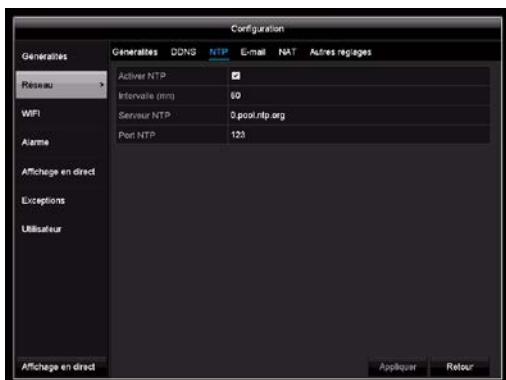 Configuration
Généralités
Réseau >
WIFI
Alarme
Affichage en direct
Exceptions
Utilisateur
Affichage en direct
Généralités DDNS NTP E-mail NAT Autres réglages
Activer NTP
Intervalle (mn) 60
Serveur NTP 0.pool.ntp.org
Port NTP 123
Appliquer Retour